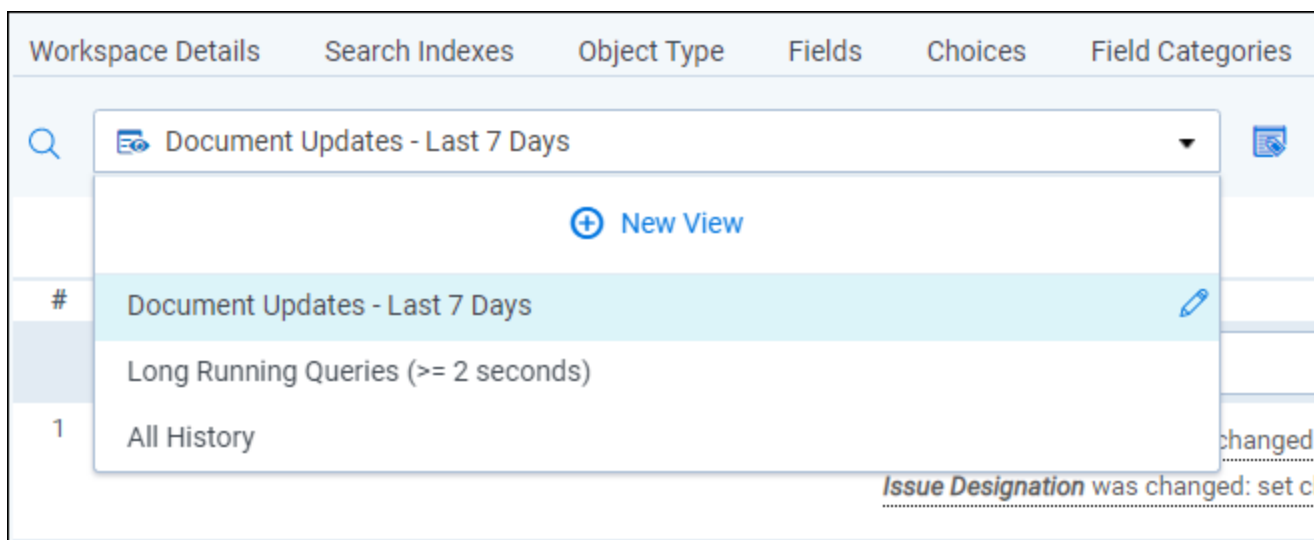 Workspace Details Search Indexes Object Type Fields Choices Field Categories
Document Updates - Last 7 Days
New View
#
Document Updates - Last 7 Days
Long Running Queries (>= 2 seconds)
1
All History
changed
Issue Designation was changed: set